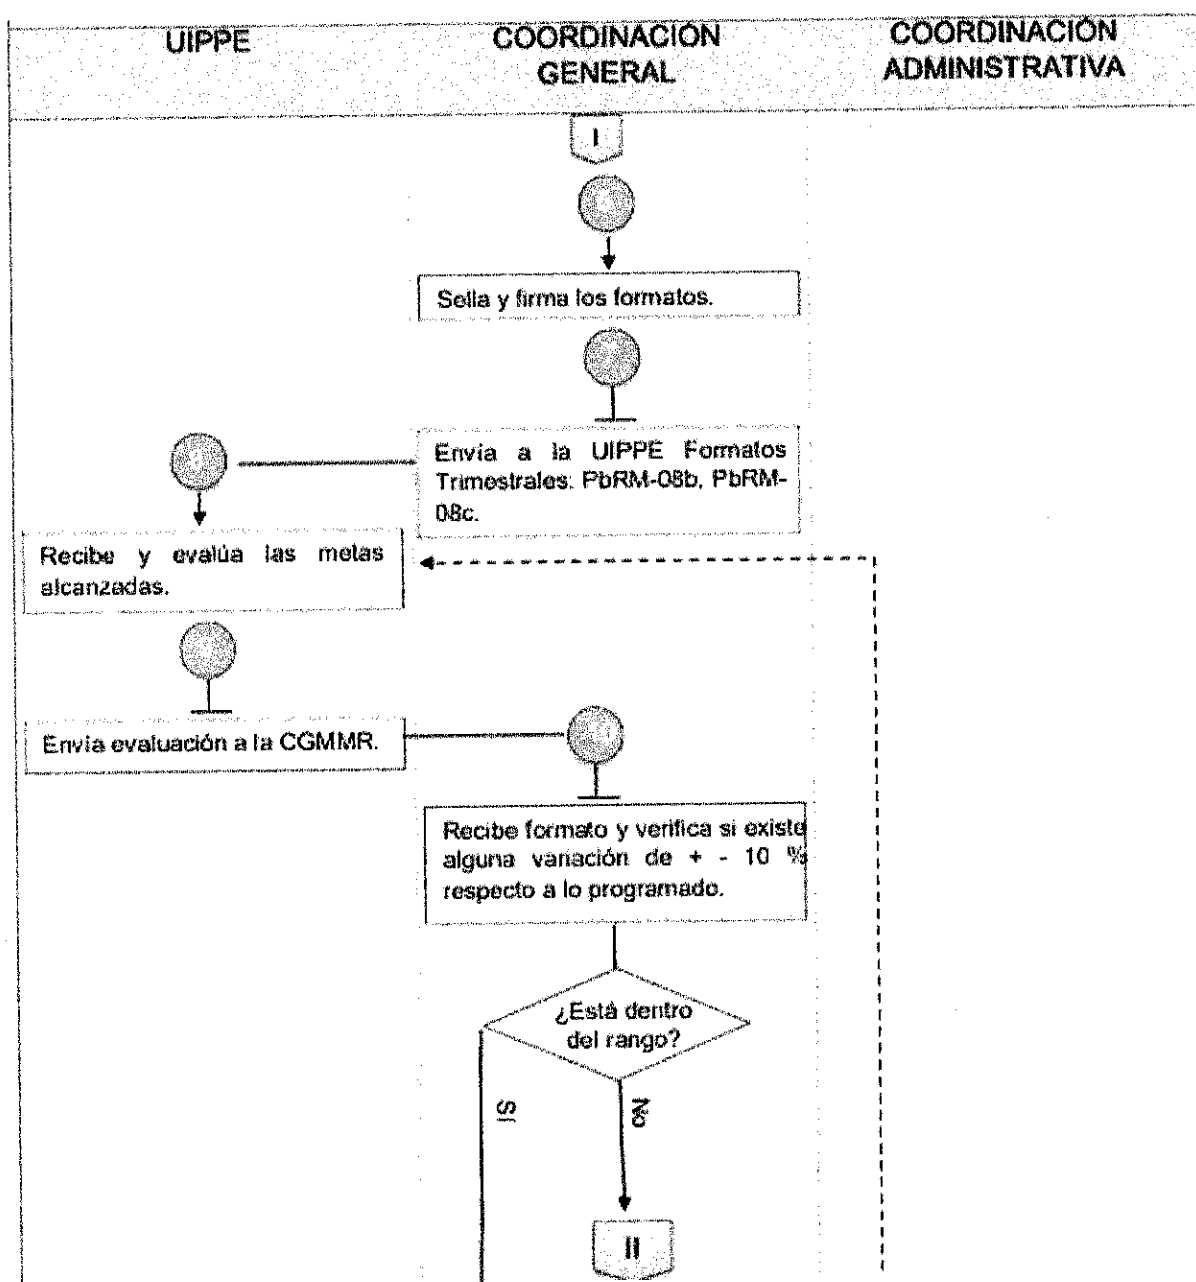 UIPPE
COORDINACIÓN
GENERAL
COORDINACIÓN
ADMINISTRATIVA
I
Sella y firma los formatos.
Envía a la UIPPE Formatos
Trimestrales: PbRM-08b, PbRM-
08c.
Recibe y evalúa las metas
alcanzadas.
Envía evaluación a la CGMMR.
Recibe formato y verifica si existe
alguna variación de + - 10 %
respecto a lo programado.
¿Está dentro
del rango?
Sí
No
II